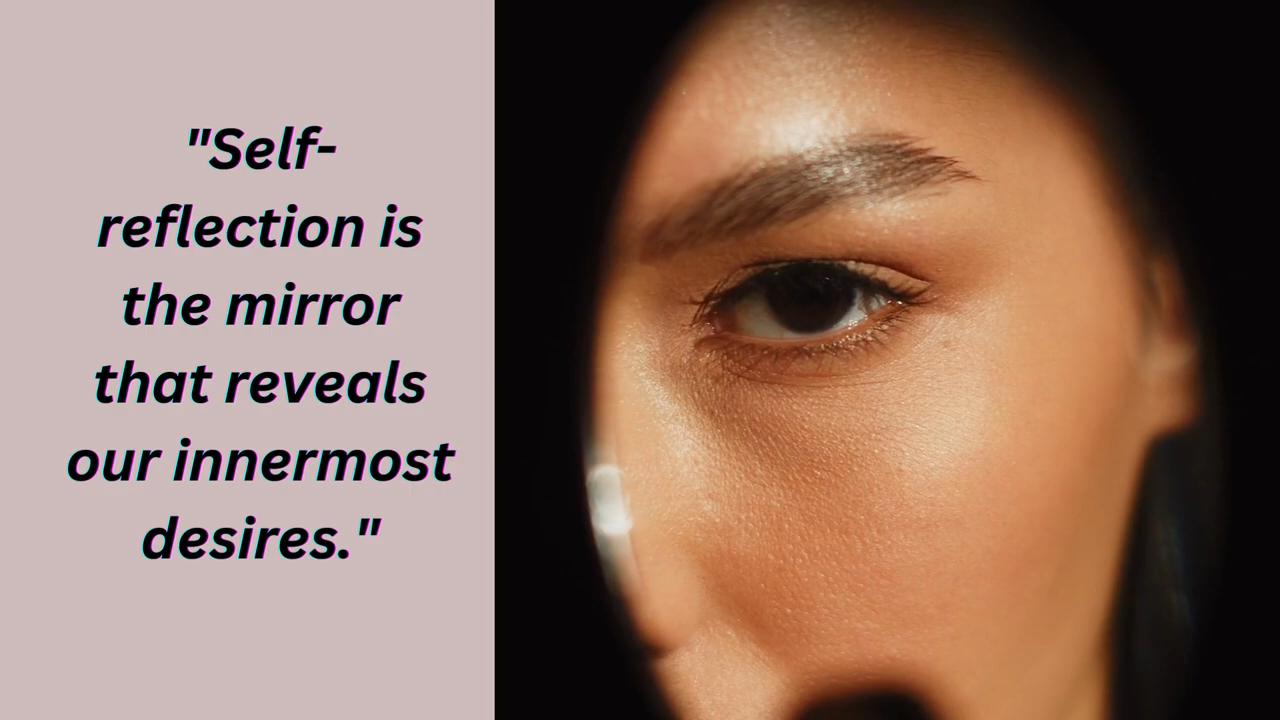 "Self-
reflection is
the mirror
that reveals
our innermost
desires."